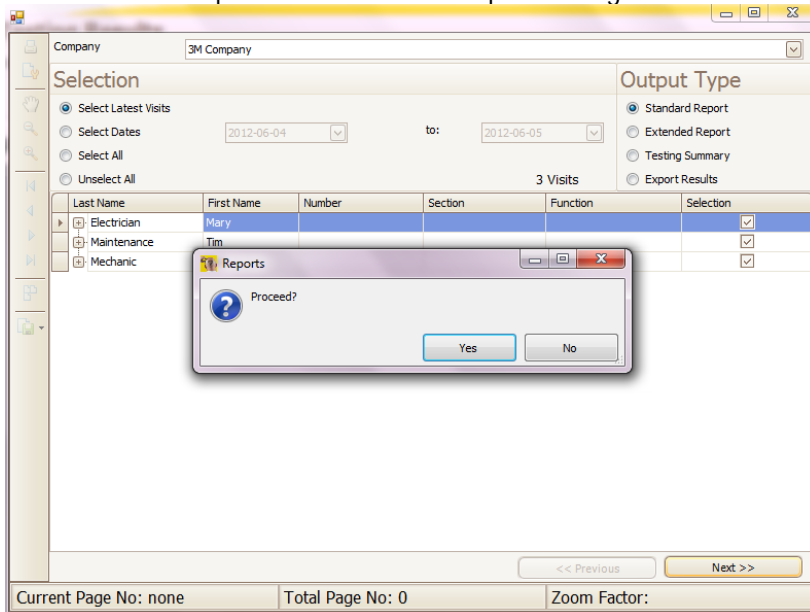 Company 3M Company
Selection Output Type
Select Latest Visits Standard Report
Select Dates 2012-06-04 to: 2012-06-05 Extended Report
Select All Testing Summary
Unselect All 3 Visits Export Results
Last Name First Name Number Section Function Selection
Electrician Mary
Maintenance Tim
Mechanic
Reports
Proceed?
Yes No
<< Previous Next >>
Current Page No: none Total Page No: 0 Zoom Factor: